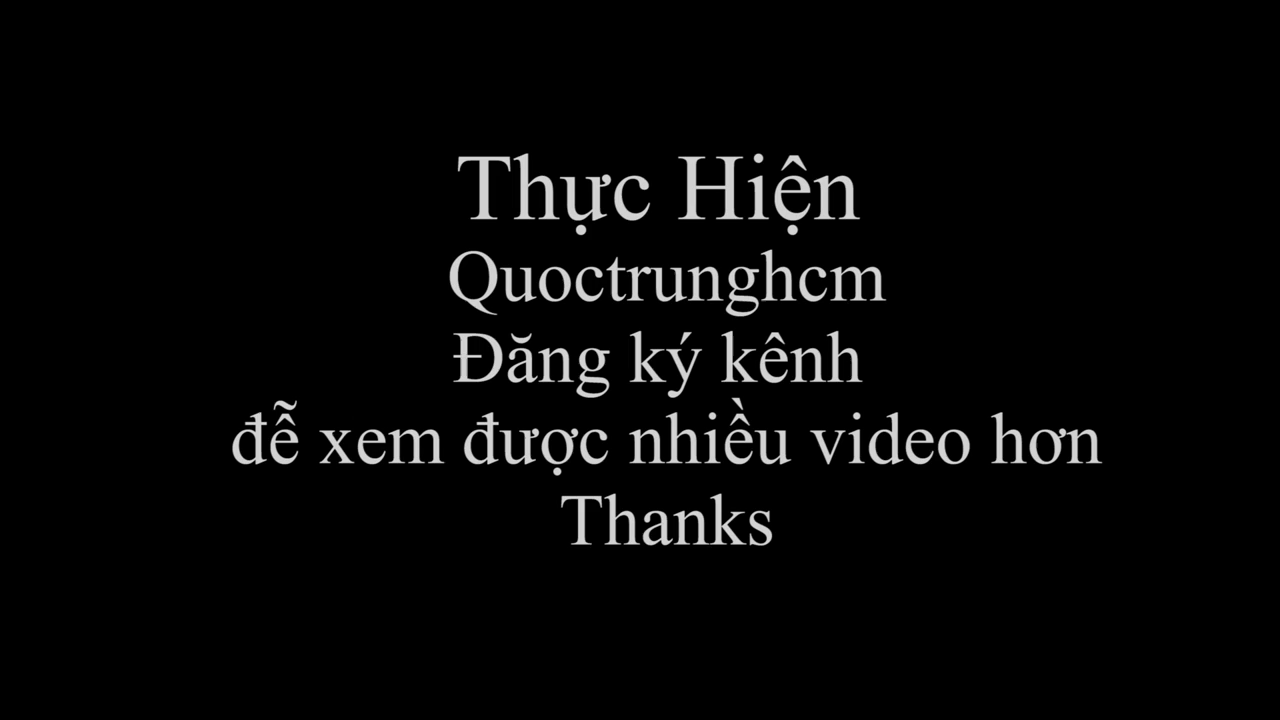 Thực Hiện
Quoctrunghcm
Đăng ký kênh
đễ xem được nhiều video hơn
Thanks